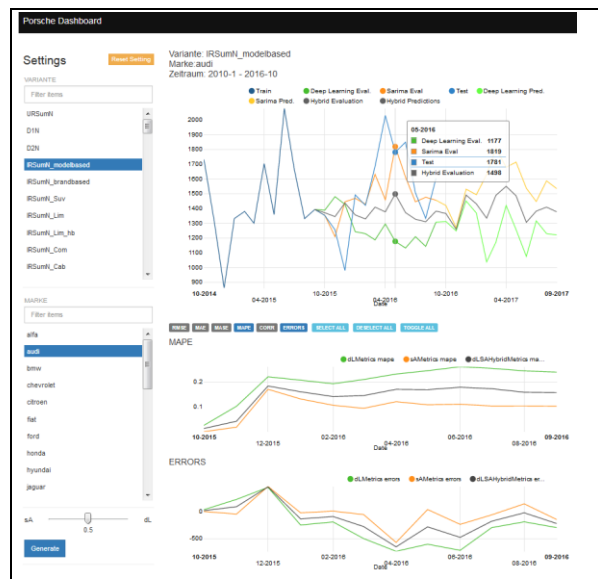 Porsche Dashboard
Settings
Reset Setting
VARIANTE
Filter items
URSumN
D1N
D2N
IRSumN_modelbased
IRSumN_brandbased
IRSumN_Suv
IRSumN_Lim
IRSumN_Lim_hb
IRSumN_Com
IRSumN_Cab
MARKE
Filter items
alfa
audi
bmw
chevrolet
citroen
fiat
ford
honda
hyundai
jaguar
sA
dL
0.5
Generate
Variante: IRSumN_modelbased
Marke:audi
Zeitraum: 2010-1 - 2016-10
Train Deep Learning Eval. Sarima Eval Test Deep Learning Pred.
Sarima Pred. Hybrid Evaluation Hybrid Predictions
2000
1900
1800
1700
1600
1500
1400
1300
1200
1100
1000
900
05-2016
Deep Learning Eval. 1177
Sarima Eval 1819
Test 1781
Hybrid Evaluation 1498
10-2014 04-2015 10-2015 04-2016 10-2016 04-2017 09-2017
Date
RMSE MAE MASE MAPE CORR ERRORS SELECT ALL DESELECT ALL TOGGLE ALL
MAPE
dLMetrics mape sAMetrics mape dLSAHybridMetrics ma...
0.2
0.1
10-2015 12-2015 02-2016 04-2016 06-2016 08-2016 09-2016
Date
ERRORS
dLMetrics errors sAMetrics errors dLSAHybridMetrics er...
0
-500
10-2015 12-2015 02-2016 04-2016 06-2016 08-2016 09-2016
Date